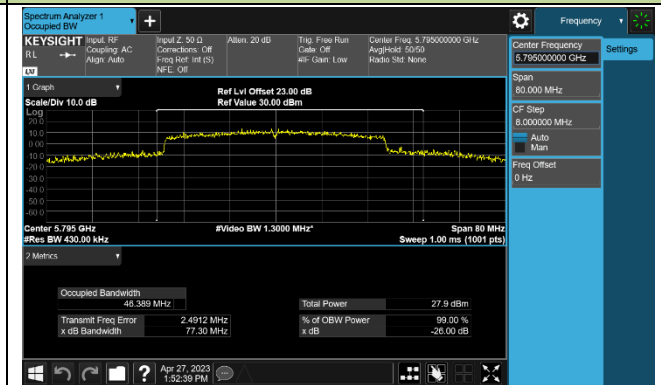 Spectrum Analyzer 1
Occupied BW
+
Frequency
KEYSIGHT
RL
LXI
Input: RF
Coupling: AC
Align: Auto
Input Z: 50 Ω
Corrections: Off
Freq Ref: Int (S)
NFE: Off
Atten: 20 dB
Trig: Free Run
Gate: Off
#IF Gain: Low
Center Freq: 5.795000000 GHz
Avg|Hold: 50/50
Radio Std: None
Center Frequency
5.795000000 GHz
Settings
Span
80.000 MHz
CF Step
8.000000 MHz
Auto
Man
Freq Offset
0 Hz
1 Graph
Scale/Div 10.0 dB
Ref Lvl Offset 23.00 dB
Ref Value 30.00 dBm
Log
20.0
10.0
0.00
-10.0
-20.0
-30.0
-40.0
-50.0
-60.0
Center 5.795 GHz
#Video BW 1.3000 MHz*
Span 80 MHz
#Res BW 430.00 kHz
Sweep 1.00 ms (1001 pts)
2 Metrics
Occupied Bandwidth
46.389 MHz
Total Power 27.9 dBm
Transmit Freq Error 2.4912 MHz
% of OBW Power 99.00 %
x dB Bandwidth 77.30 MHz
x dB -26.00 dB
?
Apr 27, 2023
1:52:39 PM